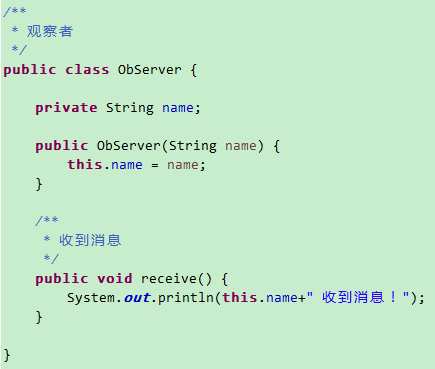 /**
 * 观察者
 */
public class ObServer {

    private String name;

    public ObServer(String name) {
        this.name = name;
    }

    /**
     * 收到消息
     */
    public void receive() {
        System.out.println(this.name+" 收到消息！");
    }

}